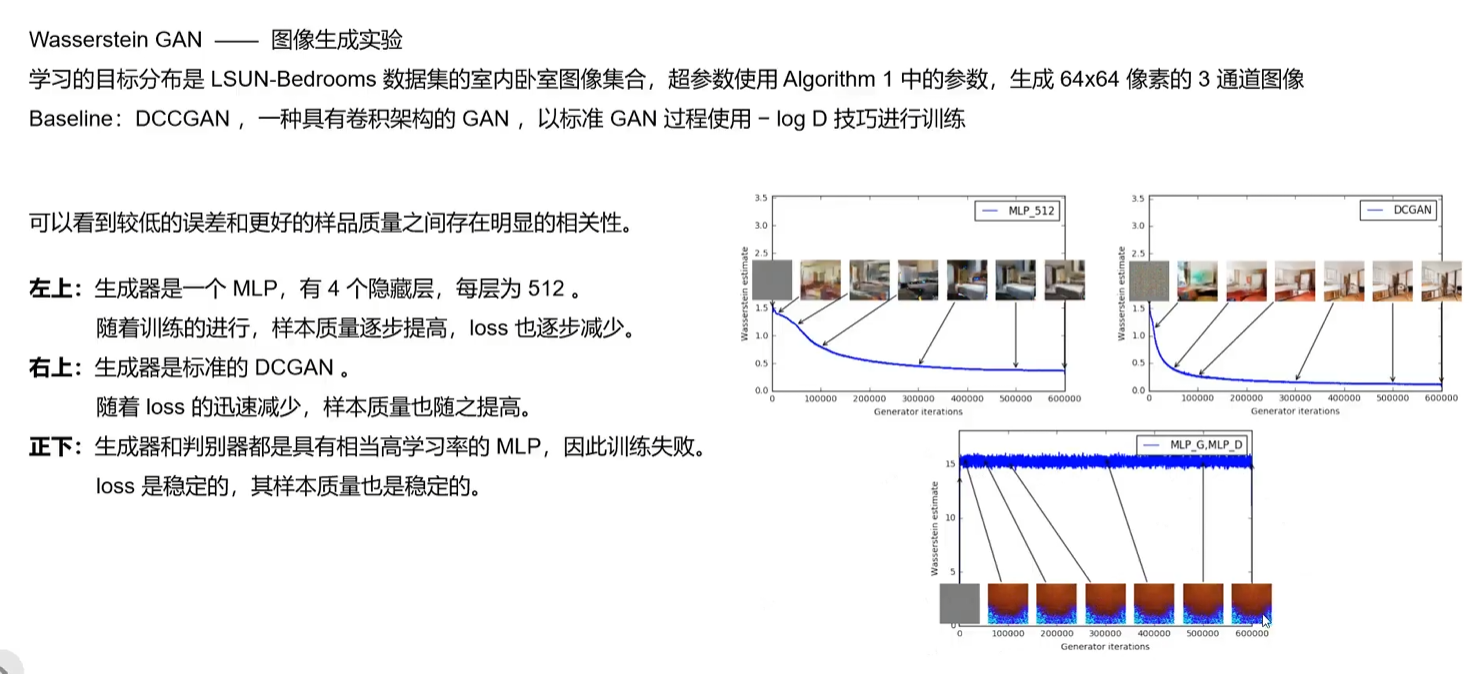 Wasserstein GAN —— 图像生成实验
学习的目标分布是 LSUN-Bedrooms 数据集的室内卧室图像集合，超参数使用 Algorithm 1 中的参数，生成 64x64 像素的 3 通道图像
Baseline：DCCGAN ，一种具有卷积架构的 GAN ，以标准 GAN 过程使用 − log D 技巧进行训练
可以看到较低的误差和更好的样品质量之间存在明显的相关性。
左上：生成器是一个 MLP，有 4 个隐藏层，每层为 512 。
随着训练的进行，样本质量逐步提高，loss 也逐步减少。
右上：生成器是标准的 DCGAN 。
随着 loss 的迅速减少，样本质量也随之提高。
正下：生成器和判别器都是具有相当高学习率的 MLP，因此训练失败。
loss 是稳定的，其样本质量也是稳定的。
MLP_512
3.5
3.0
2.5
1.5
1.0
0.5
0.0
Wasserstein estimate
0 100000 200000 300000 400000 500000 600000
Generator iterations
DCGAN
3.5
3.0
2.5
1.5
1.0
0.5
0.0
Wasserstein estimate
0 100000 200000 300000 400000 500000 600000
Generator iterations
MLP_G,MLP_D
15
10
5
0
Wasserstein estimate
0 100000 200000 300000 400000 500000 600000
Generator iterations